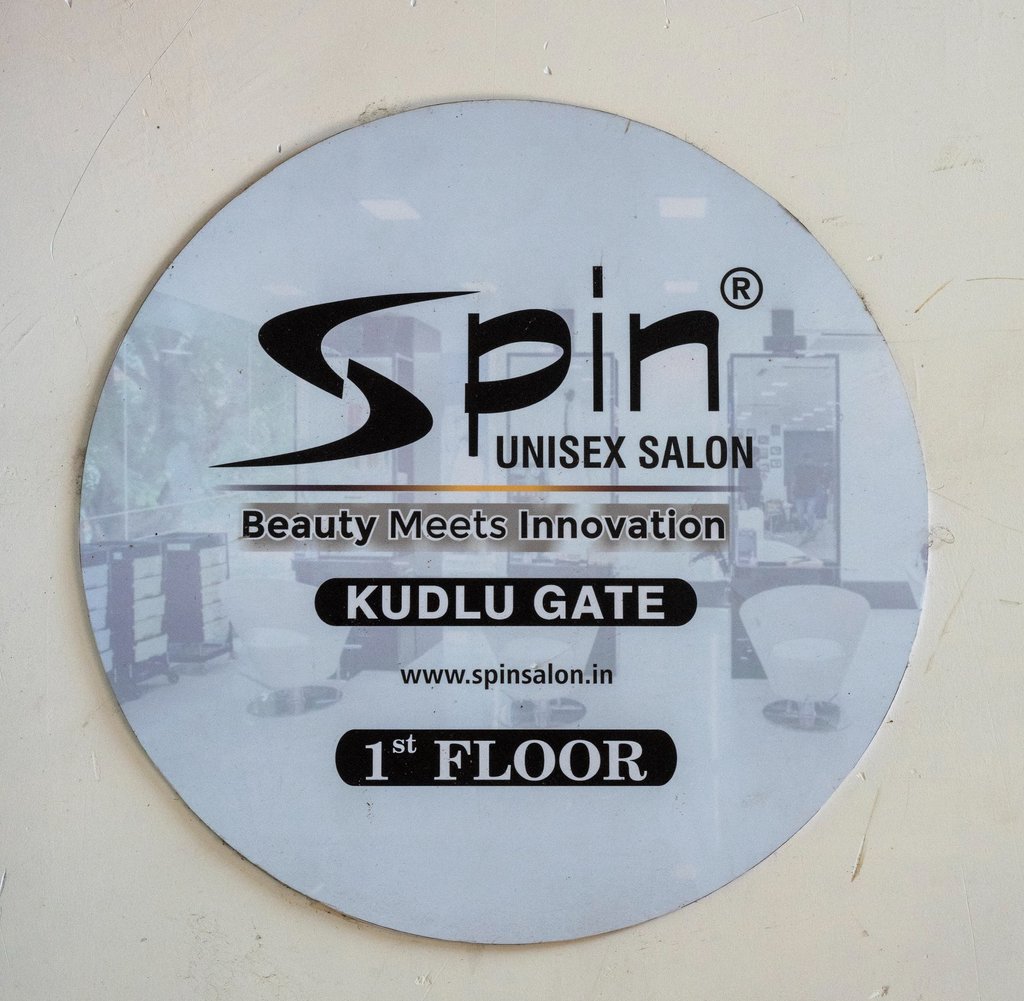 Spin®
UNISEX SALON
Beauty Meets Innovation
KUDLU GATE
www.spinsalon.in
1st FLOOR